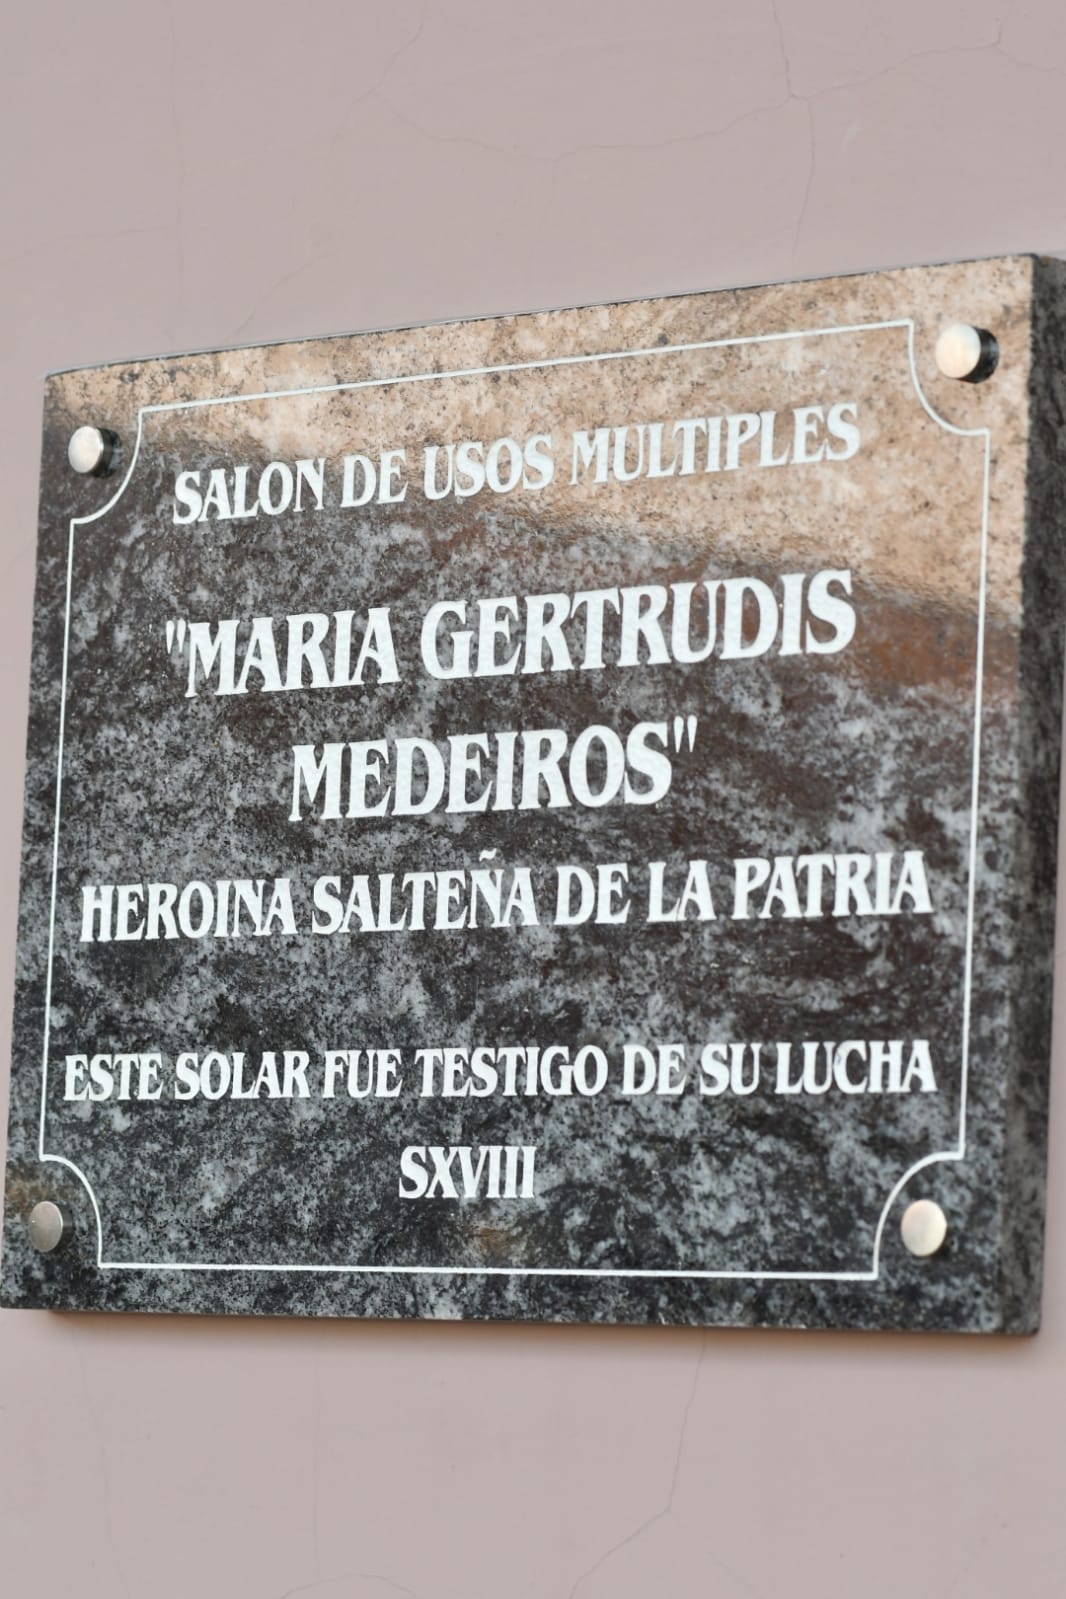 SALON DE USOS MULTIPLES
"MARIA GERTRUDIS
MEDEIROS"
HEROINA SALTEÑA DE LA PATRIA
ESTE SOLAR FUE TESTIGO DE SU LUCHA
SXVIII